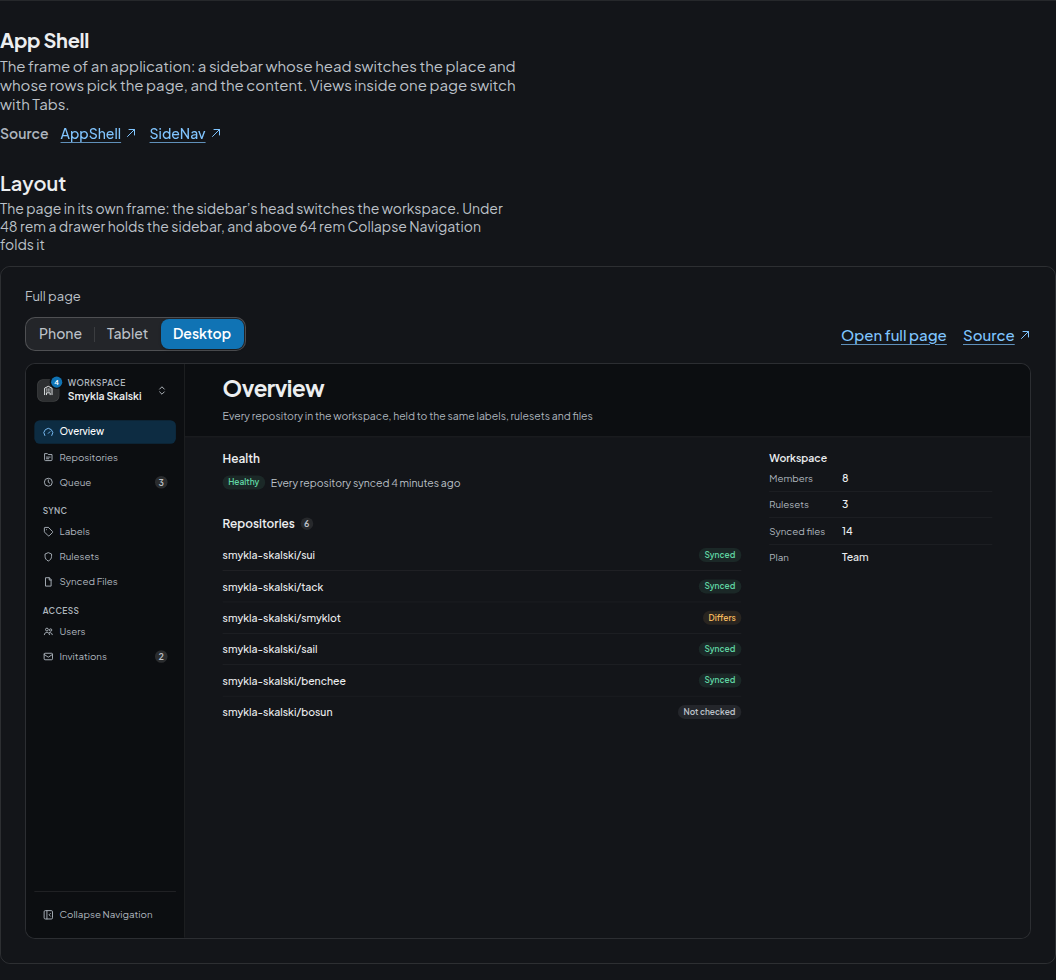 App Shell
The frame of an application: a sidebar whose head switches the place and
whose rows pick the page, and the content. Views inside one page switch
with Tabs.
Source AppShell SideNav
Layout
The page in its own frame: the sidebar’s head switches the workspace. Under
48 rem a drawer holds the sidebar, and above 64 rem Collapse Navigation
folds it
Full page
Phone Tablet Desktop
Open full page Source
4
WORKSPACE
Smykla Skalski
Overview
Repositories
Queue 3
SYNC
Labels
Rulesets
Synced Files
ACCESS
Users
Invitations 2
Collapse Navigation
Overview
Every repository in the workspace, held to the same labels, rulesets and files
Health
Healthy Every repository synced 4 minutes ago
Repositories 6
smykla-skalski/sui Synced
smykla-skalski/tack Synced
smykla-skalski/smyklot Differs
smykla-skalski/sail Synced
smykla-skalski/benchee Synced
smykla-skalski/bosun Not checked
Workspace
Members 8
Rulesets 3
Synced files 14
Plan Team